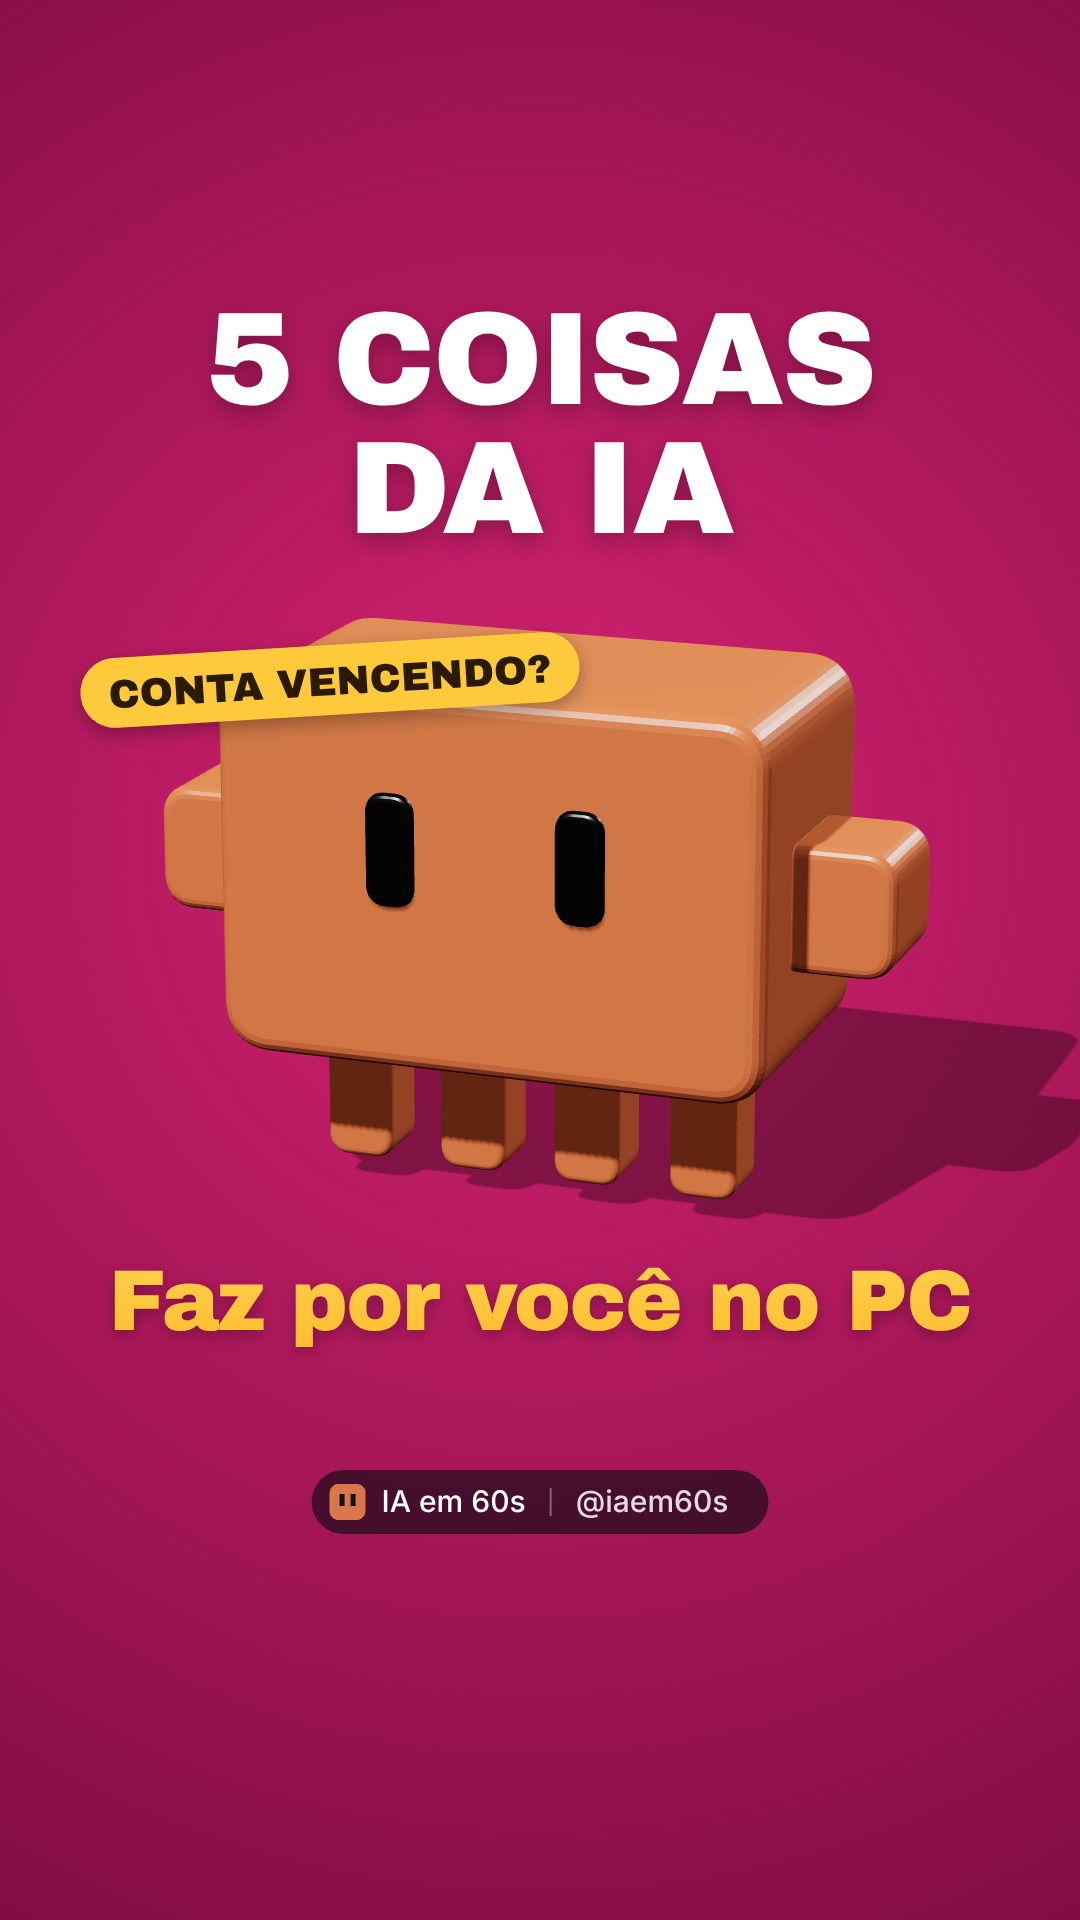 5 COISAS
DA IA
CONTA VENCENDO?
Faz por você no PC
IA em 60s | @iaem60s